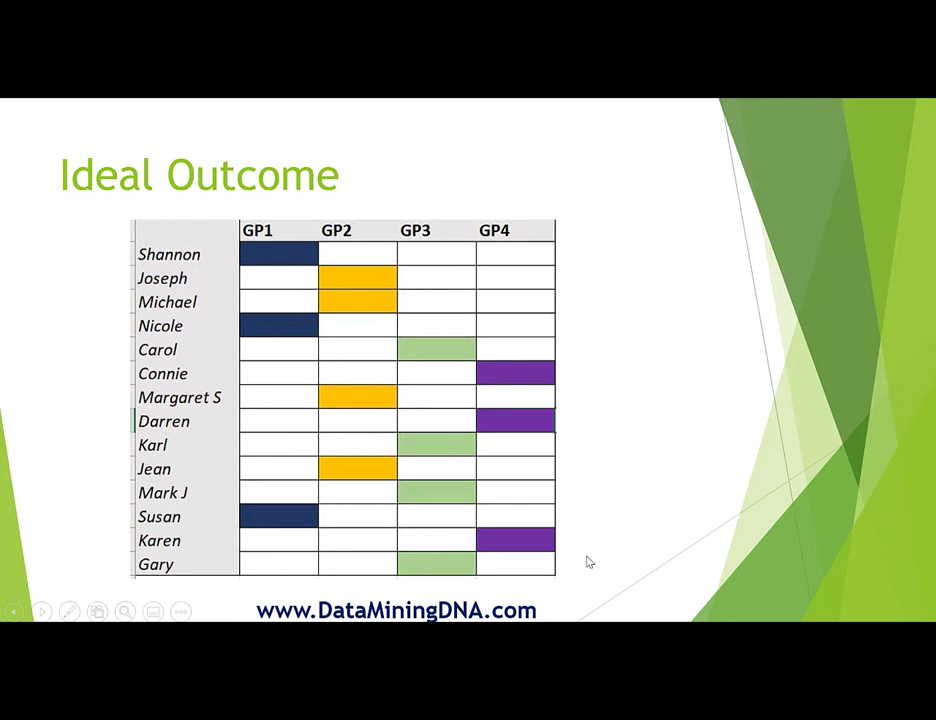 Ideal Outcome
GP1 GP2 GP3 GP4
Shannon
Joseph
Michael
Nicole
Carol
Connie
Margaret S
Darren
Karl
Jean
Mark J
Susan
Karen
Gary
www.DataMiningDNA.com